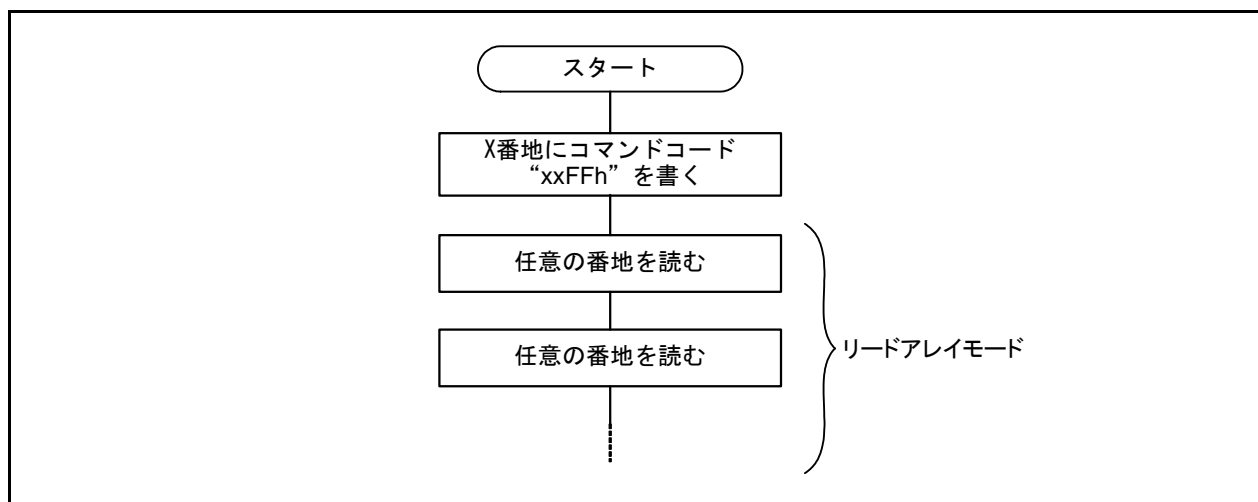 スタート
X番地にコマンドコード
“xxFFh”を書く
任意の番地を読む
任意の番地を読む
リードアレイモード